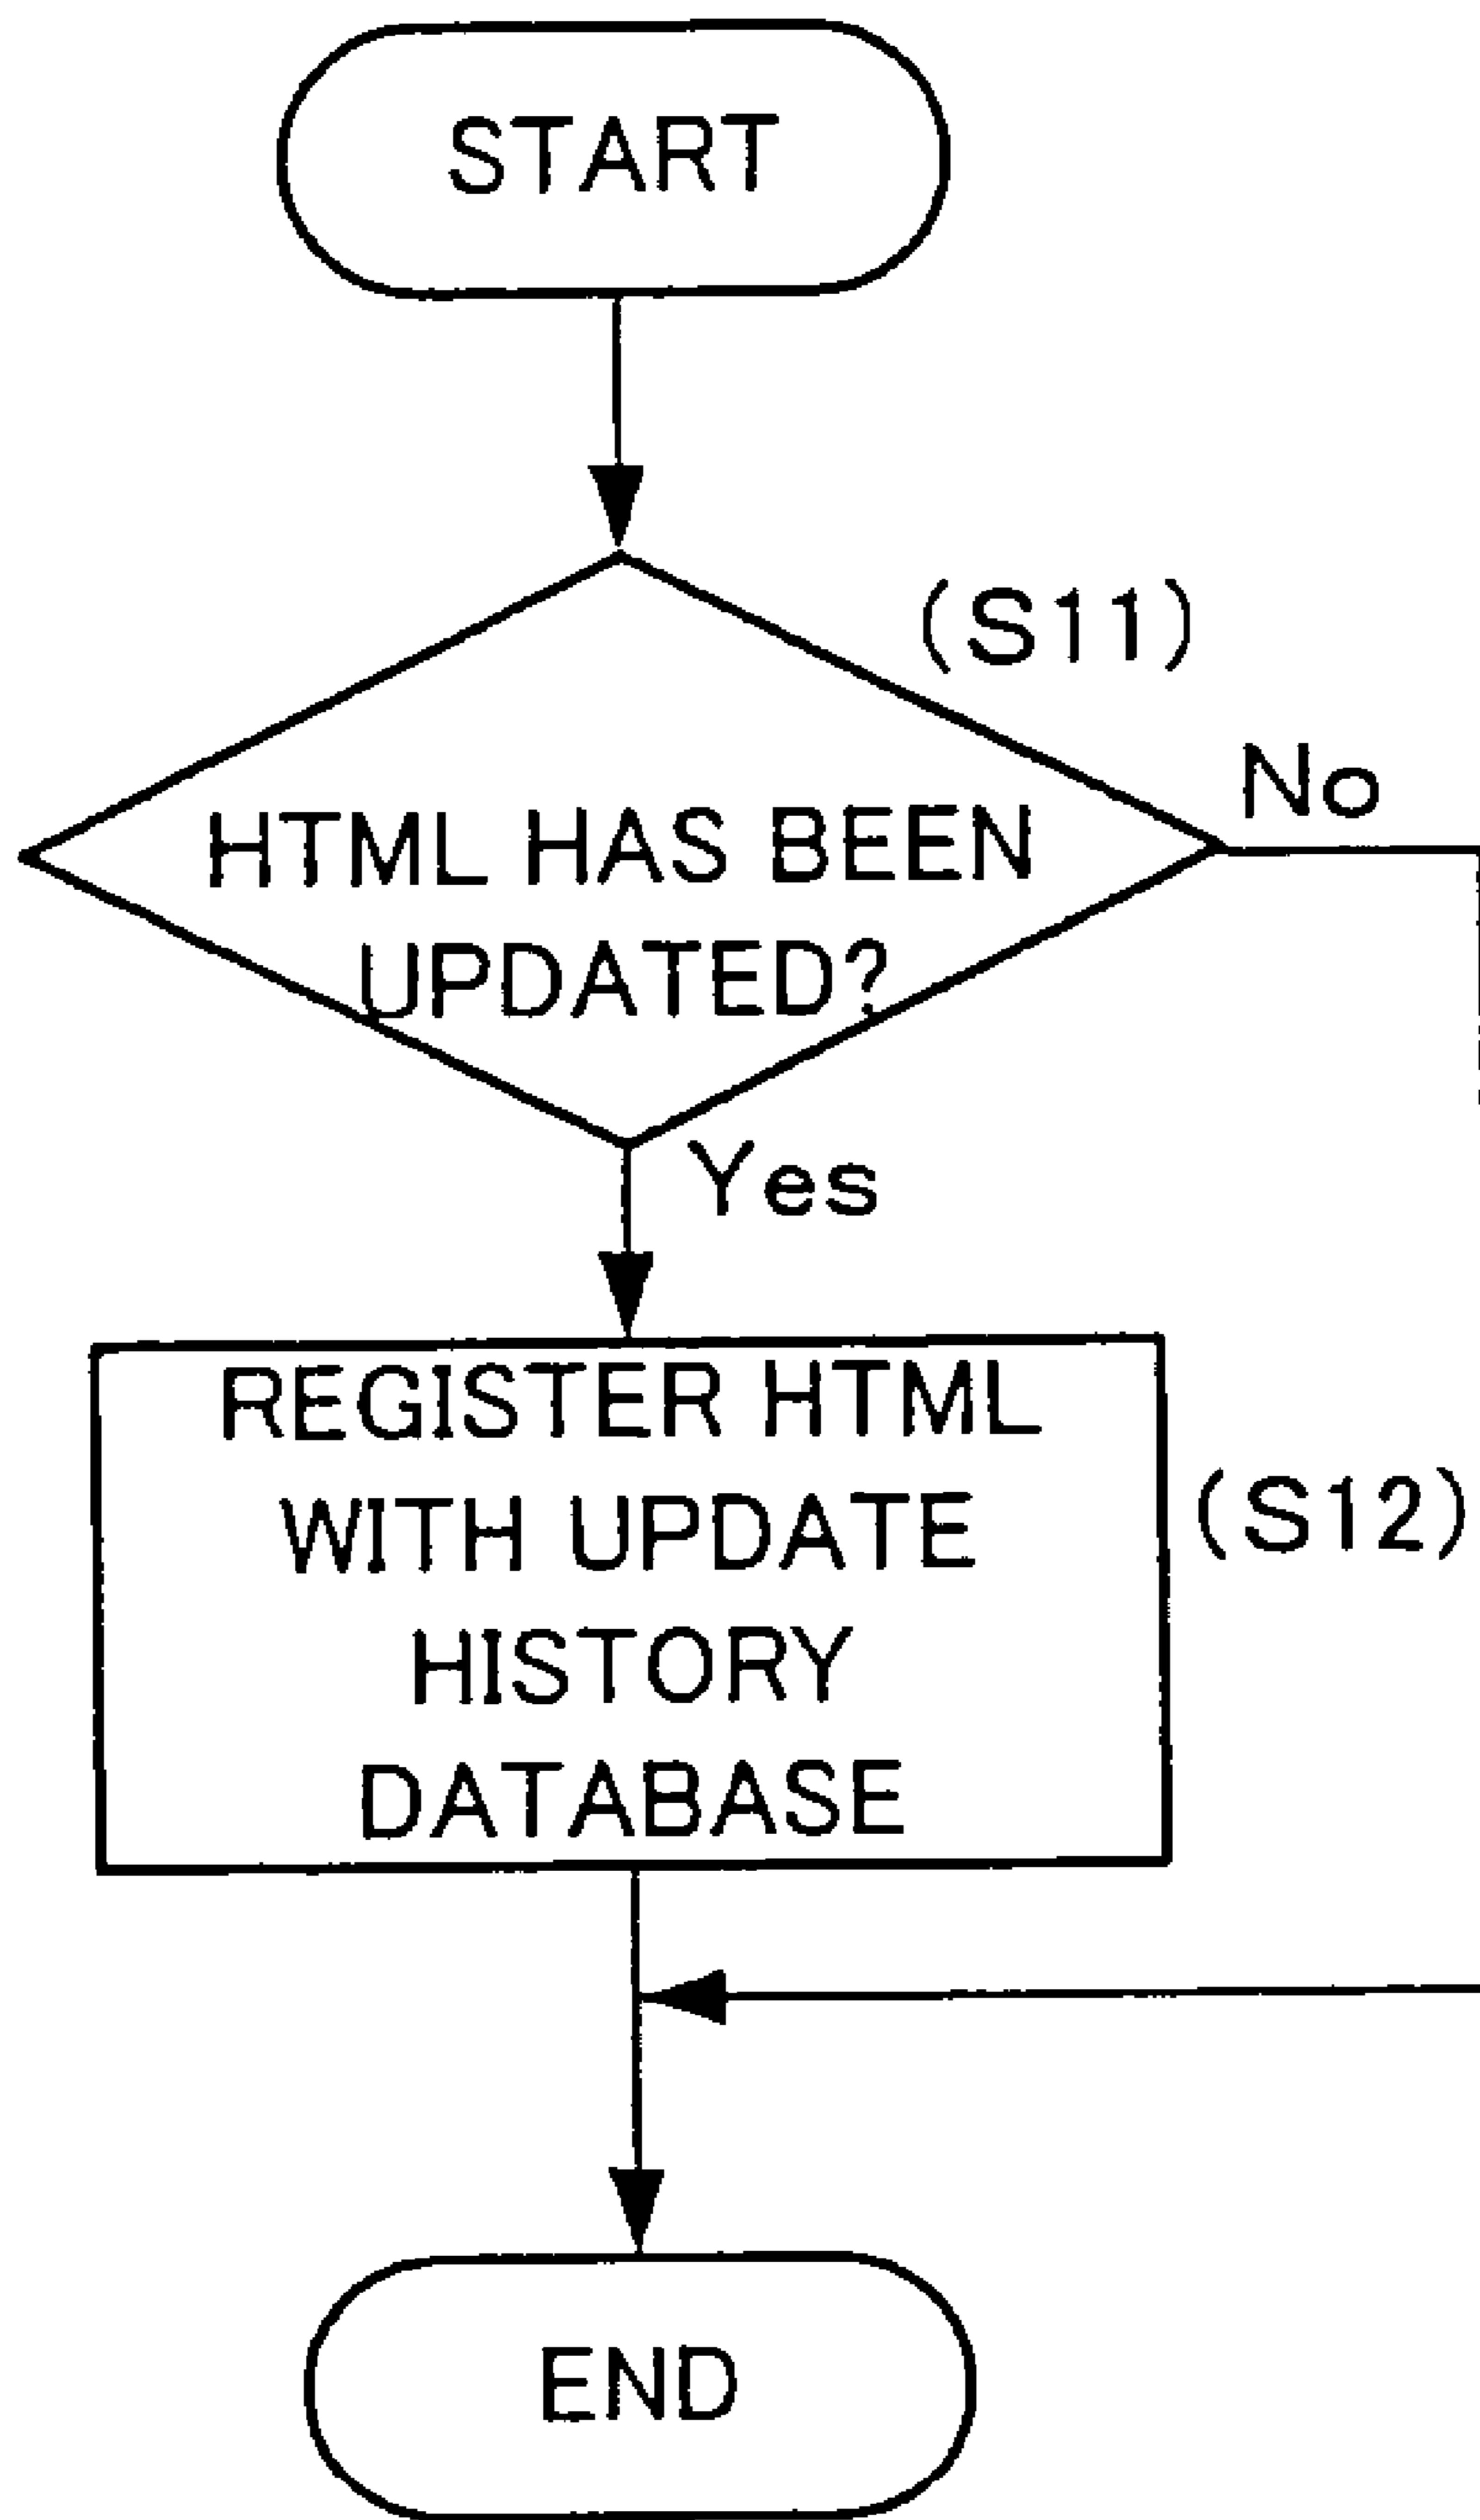 START
(S11)
No
HTML HAS BEEN
UPDATED?
Yes
REGISTER HTML
WITH UPDATE
(S12)
HISTORY
DATABASE
END